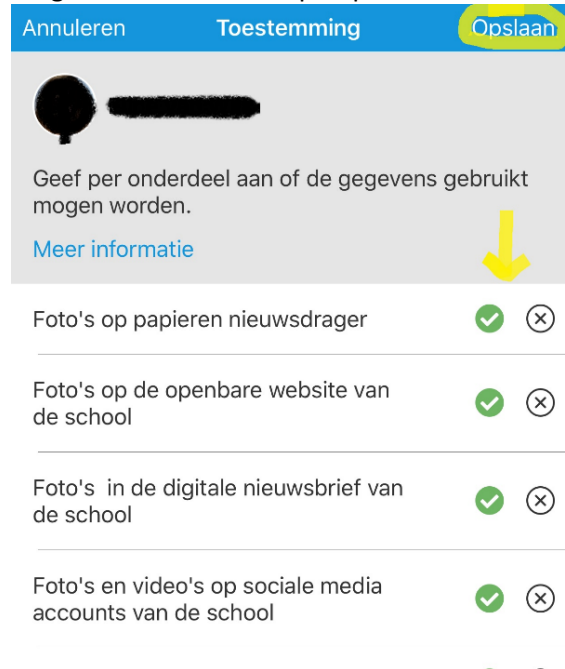 Annuleren Toestemming Opslaan
Geef per onderdeel aan of de gegevens gebruikt
mogen worden.
Meer informatie
Foto's op papieren nieuwsdrager
Foto's op de openbare website van
de school
Foto's in de digitale nieuwsbrief van
de school
Foto's en video's op sociale media
accounts van de school